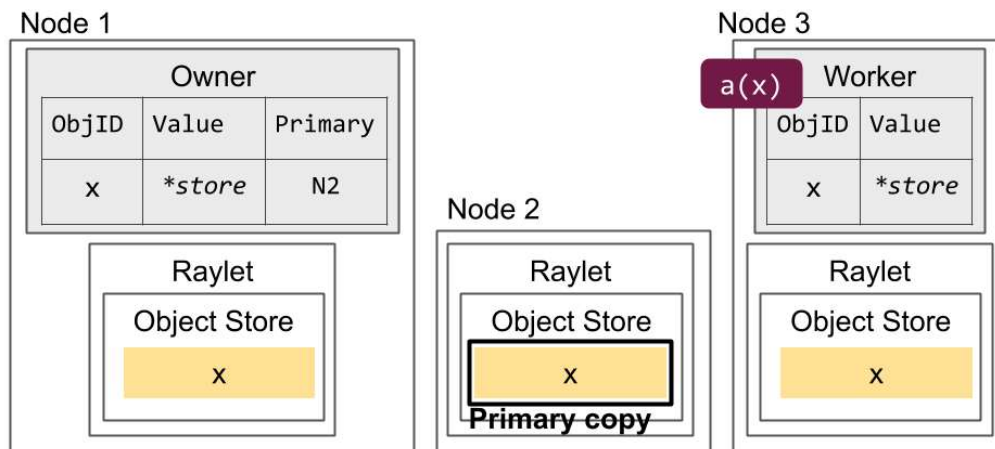 Node 1
Owner
ObjID Value Primary
x *store N2
Raylet
Object Store
x
Node 2
Raylet
Object Store
x
Primary copy
Node 3
a(x)
Worker
ObjID Value
x *store
Raylet
Object Store
x